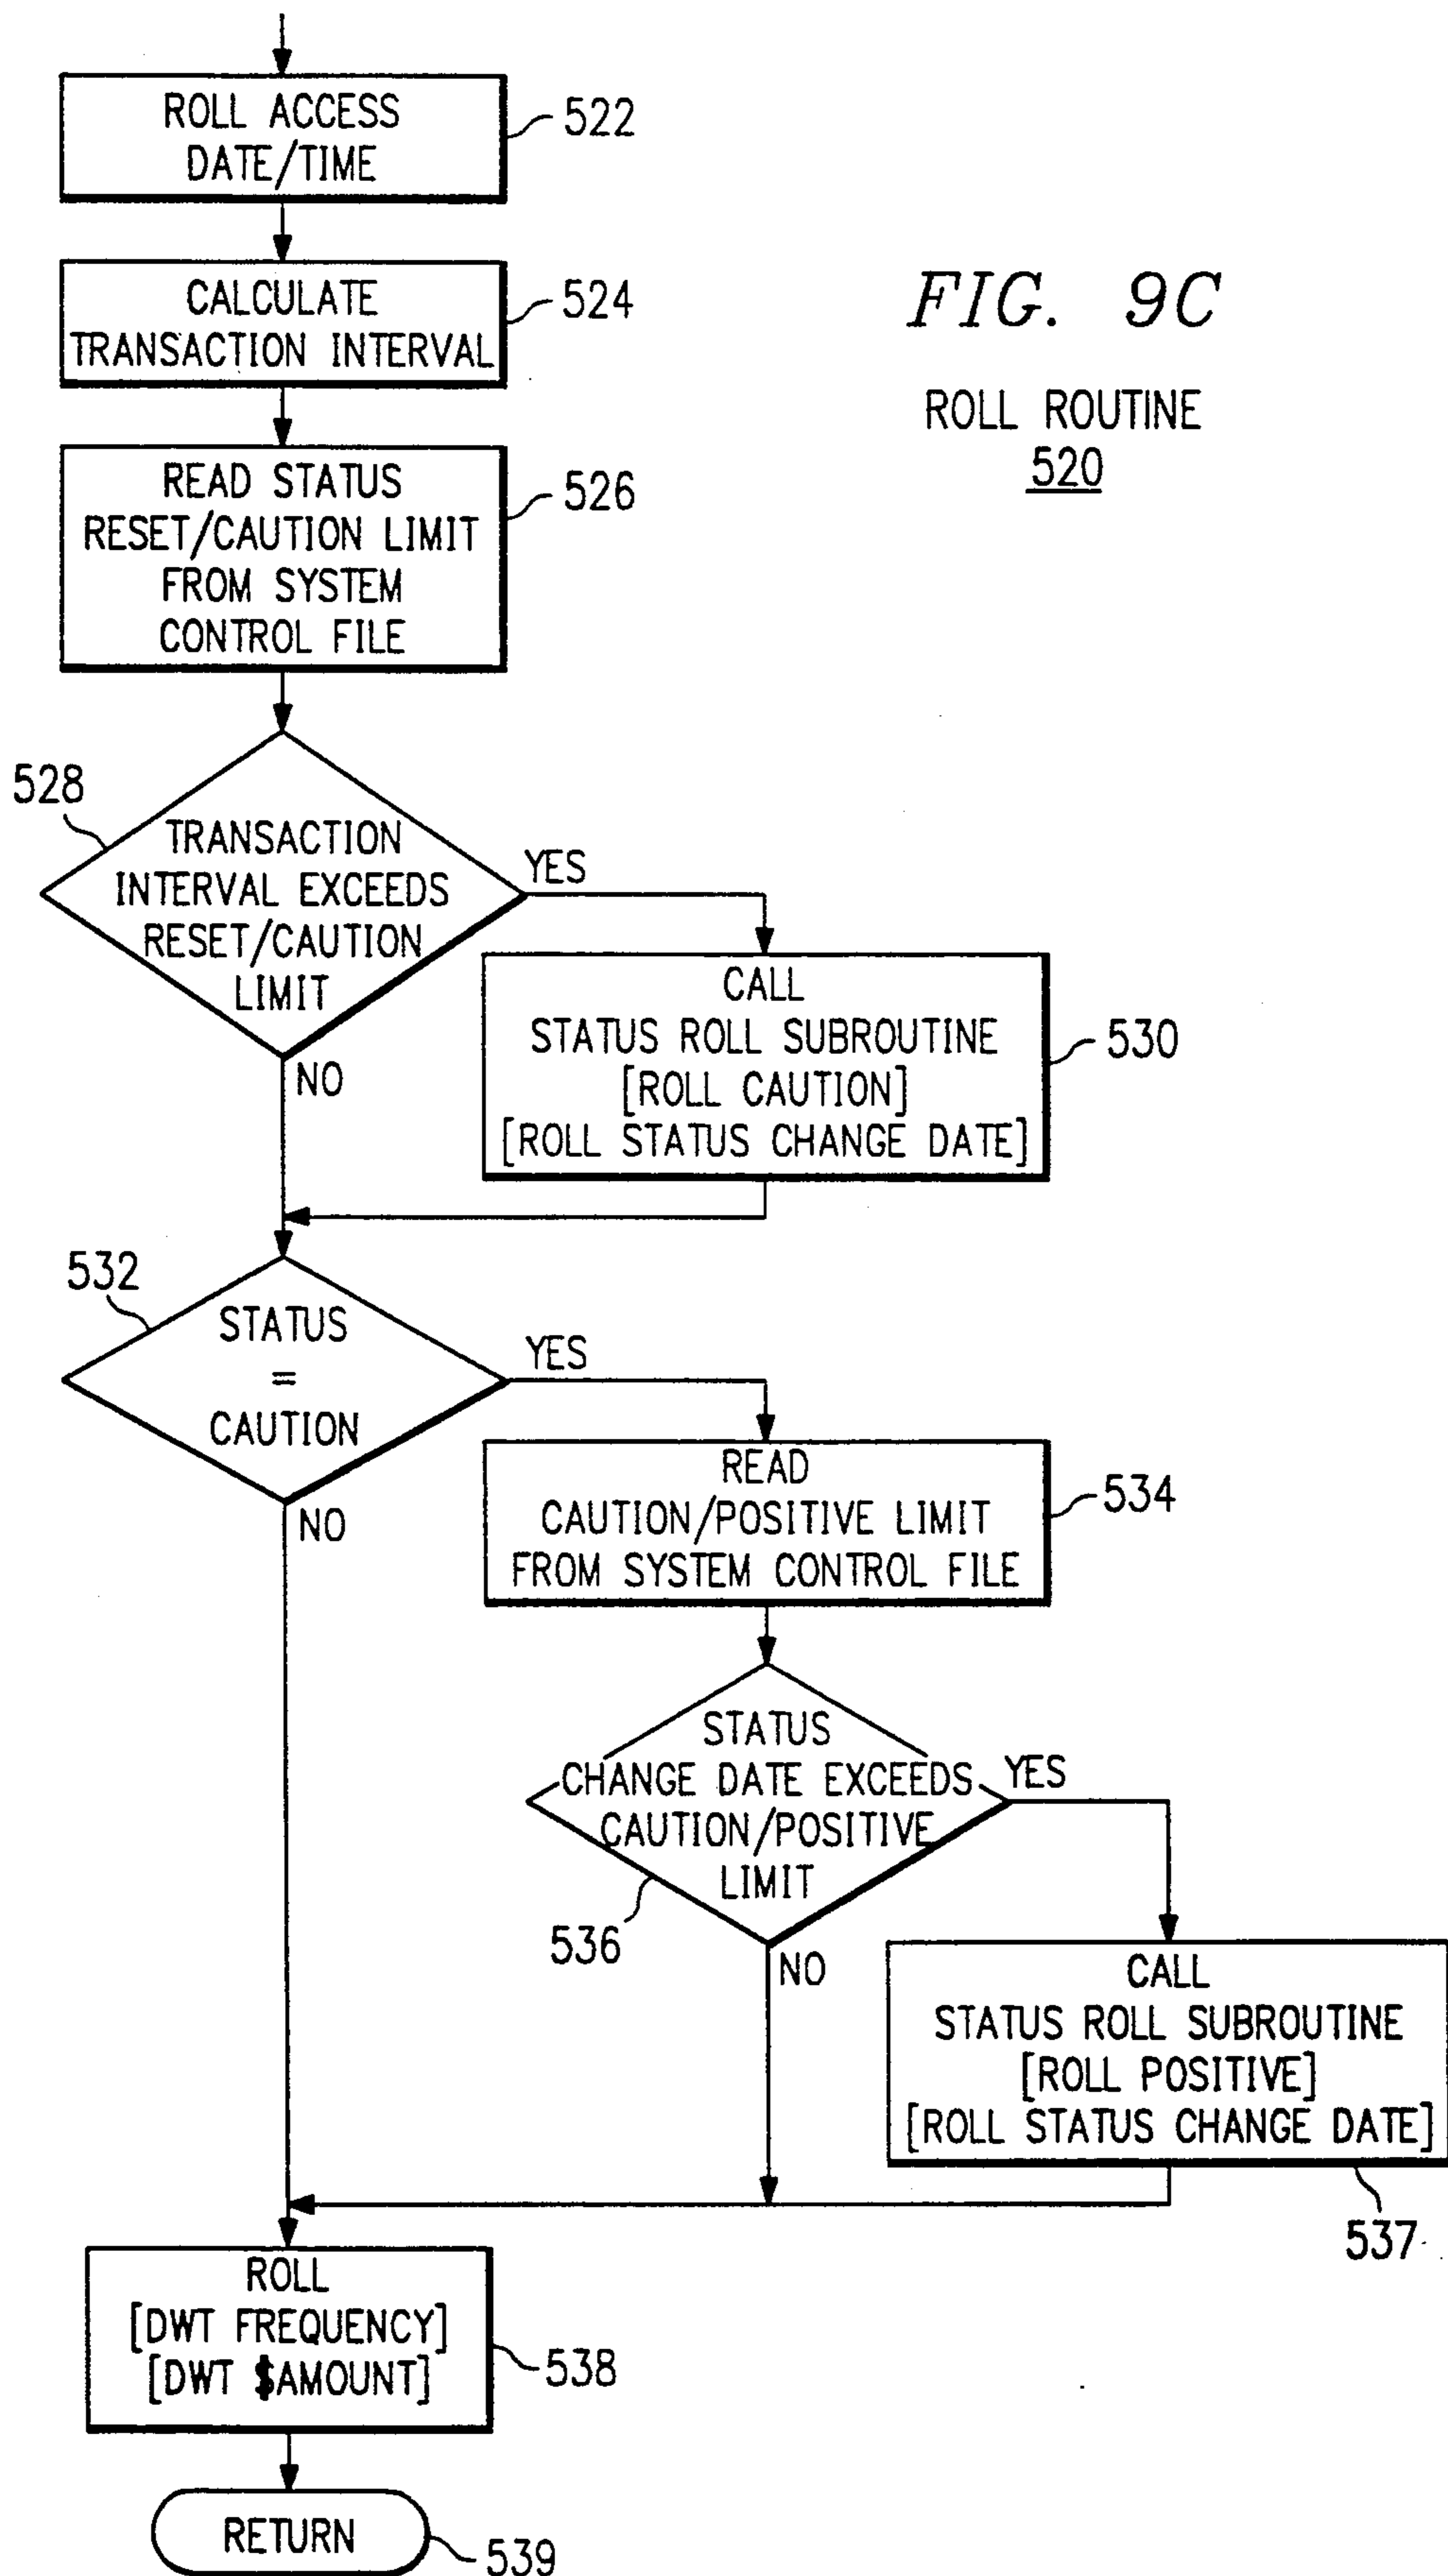 ROLL ACCESS
DATE/TIME
522
CALCULATE
TRANSACTION INTERVAL
524
FIG. 9C
ROLL ROUTINE
520
READ STATUS
RESET/CAUTION LIMIT
FROM SYSTEM
CONTROL FILE
526
528
TRANSACTION
INTERVAL EXCEEDS
RESET/CAUTION
LIMIT
YES
NO
CALL
STATUS ROLL SUBROUTINE
[ROLL CAUTION]
[ROLL STATUS CHANGE DATE]
530
532
STATUS
=
CAUTION
YES
NO
READ
CAUTION/POSITIVE LIMIT
FROM SYSTEM CONTROL FILE
534
STATUS
CHANGE DATE EXCEEDS
CAUTION/POSITIVE
LIMIT
YES
536
NO
CALL
STATUS ROLL SUBROUTINE
[ROLL POSITIVE]
[ROLL STATUS CHANGE DATE]
537
ROLL
[DWT FREQUENCY]
[DWT $AMOUNT]
538
RETURN
539